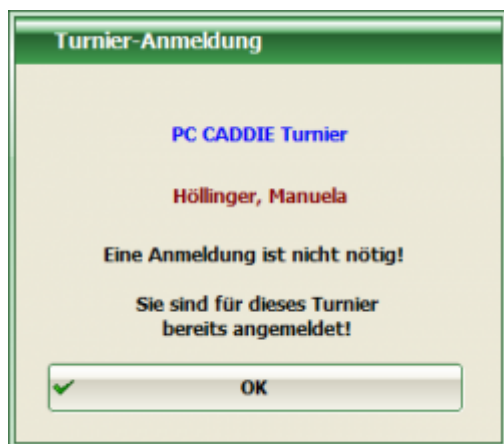 Turnier-Anmeldung
PC CADDIE Turnier
Höllinger, Manuela
Eine Anmeldung ist nicht nötig!
Sie sind für dieses Turnier
bereits angemeldet!
OK